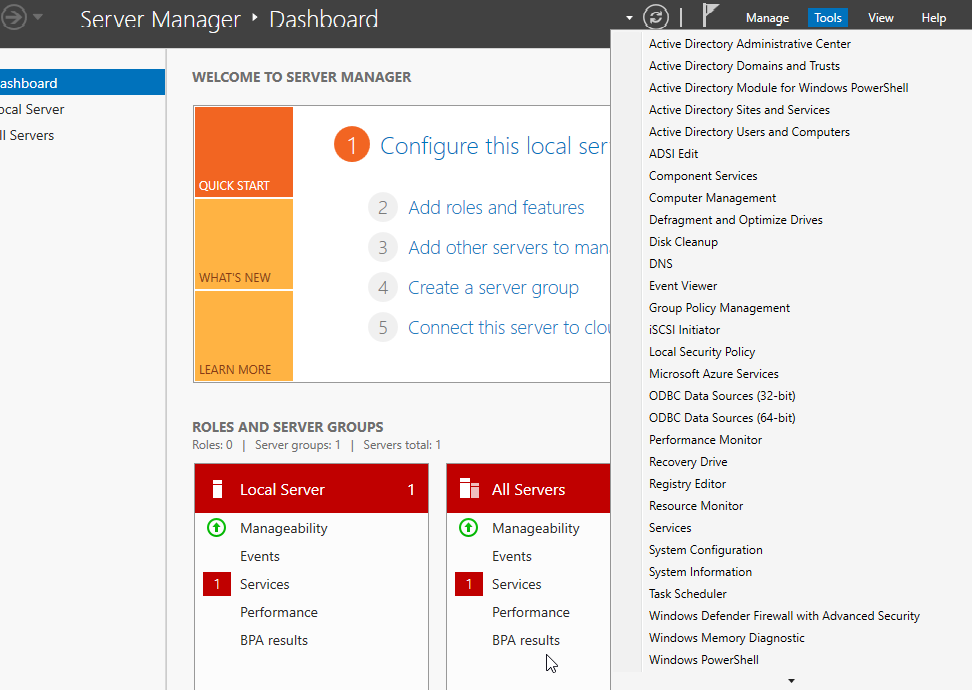 Server Manager ‣ Dashboard
Manage Tools View Help
ashboard
ocal Server
ll Servers
WELCOME TO SERVER MANAGER
QUICK START
WHAT'S NEW
LEARN MORE
1 Configure this local ser
2 Add roles and features
3 Add other servers to man
4 Create a server group
5 Connect this server to clou
ROLES AND SERVER GROUPS
Roles: 0 | Server groups: 1 | Servers total: 1
Local Server 1
Manageability
Events
1 Services
Performance
BPA results
All Servers
Manageability
Events
1 Services
Performance
BPA results
Active Directory Administrative Center
Active Directory Domains and Trusts
Active Directory Module for Windows PowerShell
Active Directory Sites and Services
Active Directory Users and Computers
ADSI Edit
Component Services
Computer Management
Defragment and Optimize Drives
Disk Cleanup
DNS
Event Viewer
Group Policy Management
iSCSI Initiator
Local Security Policy
Microsoft Azure Services
ODBC Data Sources (32-bit)
ODBC Data Sources (64-bit)
Performance Monitor
Recovery Drive
Registry Editor
Resource Monitor
Services
System Configuration
System Information
Task Scheduler
Windows Defender Firewall with Advanced Security
Windows Memory Diagnostic
Windows PowerShell